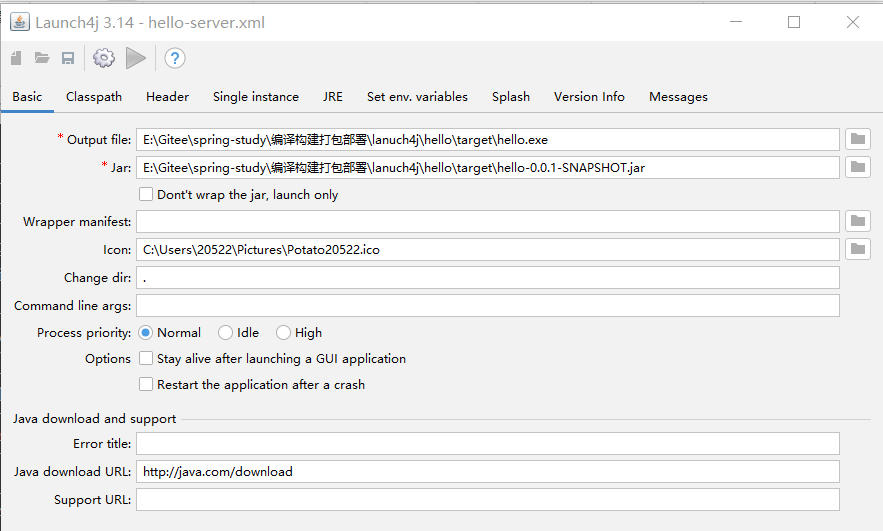 Launch4j 3.14 - hello-server.xml
Basic Classpath Header Single instance JRE Set env. variables Splash Version Info Messages
* Output file: E:\Gitee\spring-study\编译构建打包部署\lanuch4j\hello\target\hello.exe
* Jar: E:\Gitee\spring-study\编译构建打包部署\lanuch4j\hello\target\hello-0.0.1-SNAPSHOT.jar
Dont't wrap the jar, launch only
Wrapper manifest:
Icon: C:\Users\20522\Pictures\Potato20522.ico
Change dir: .
Command line args:
Process priority: Normal Idle High
Options Stay alive after launching a GUI application
Restart the application after a crash
Java download and support
Error title:
Java download URL: http://java.com/download
Support URL: